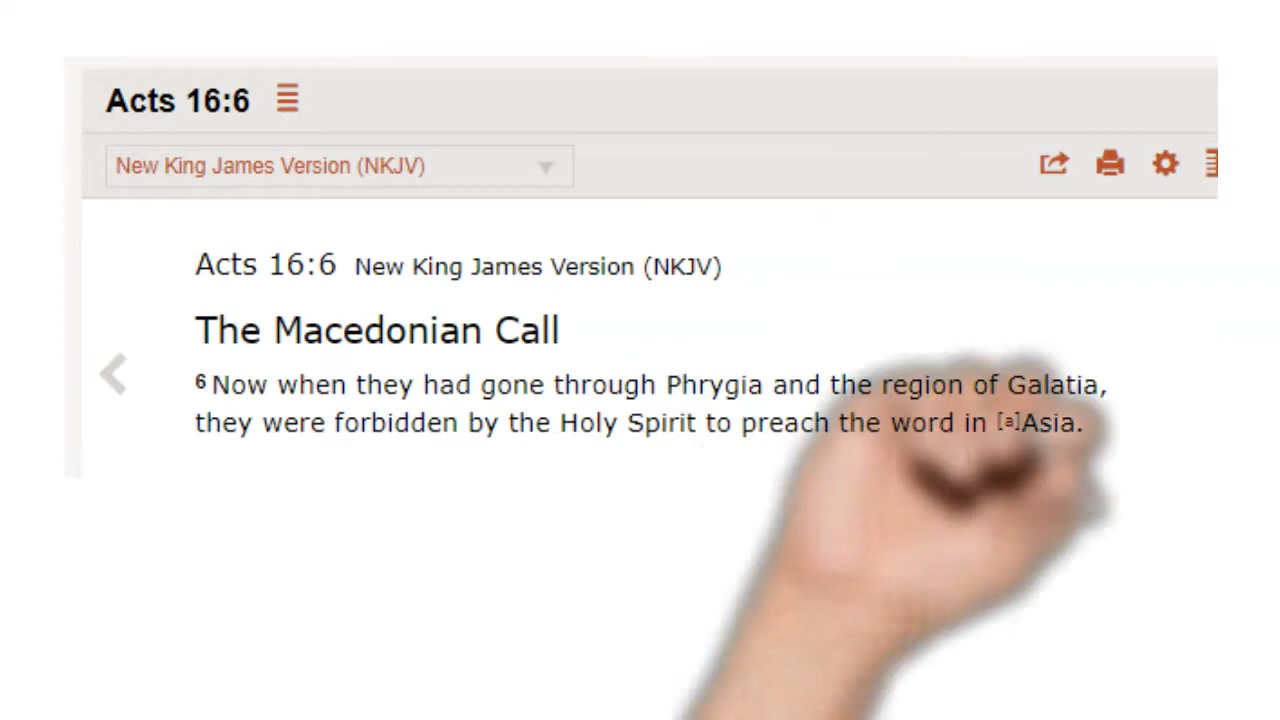 Acts 16:6
New King James Version (NKJV)
Acts 16:6 New King James Version (NKJV)
The Macedonian Call
6 Now when they had gone through Phrygia and the region of Galatia,
they were forbidden by the Holy Spirit to preach the word in [a]Asia.